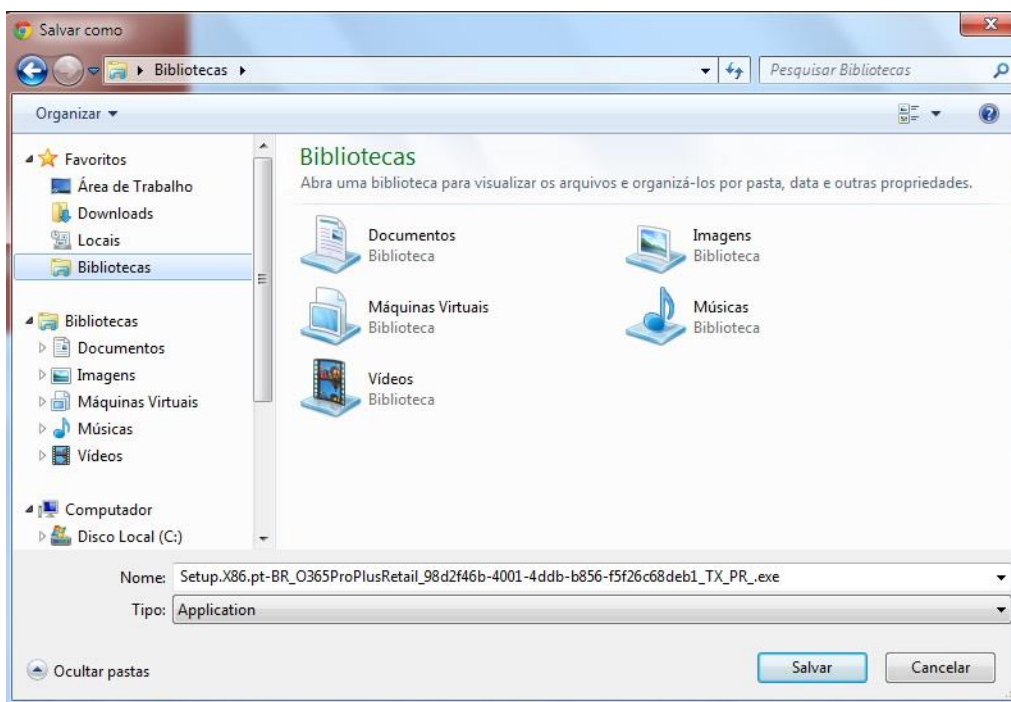 Salvar como
Bibliotecas
Pesquisar Bibliotecas
Organizar
Favoritos
Área de Trabalho
Downloads
Locais
Bibliotecas
Bibliotecas
Documentos
Imagens
Máquinas Virtuais
Músicas
Vídeos
Computador
Disco Local (C:)
Bibliotecas
Abra uma biblioteca para visualizar os arquivos e organizá-los por pasta, data e outras propriedades.
Documentos
Biblioteca
Imagens
Biblioteca
Máquinas Virtuais
Biblioteca
Músicas
Biblioteca
Vídeos
Biblioteca
Nome: Setup.X86.pt-BR_O365ProPlusRetail_98d2f46b-4001-4ddb-b856-f5f26c68deb1_TX_PR_.exe
Tipo: Application
Ocultar pastas
Salvar
Cancelar